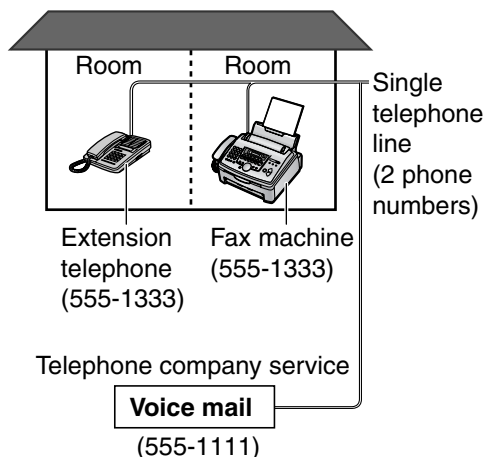 Room
Room
Single
telephone
line
(2 phone
numbers)
Extension
telephone
(555-1333)
Fax machine
(555-1333)
Telephone company service
Voice mail
(555-1111)